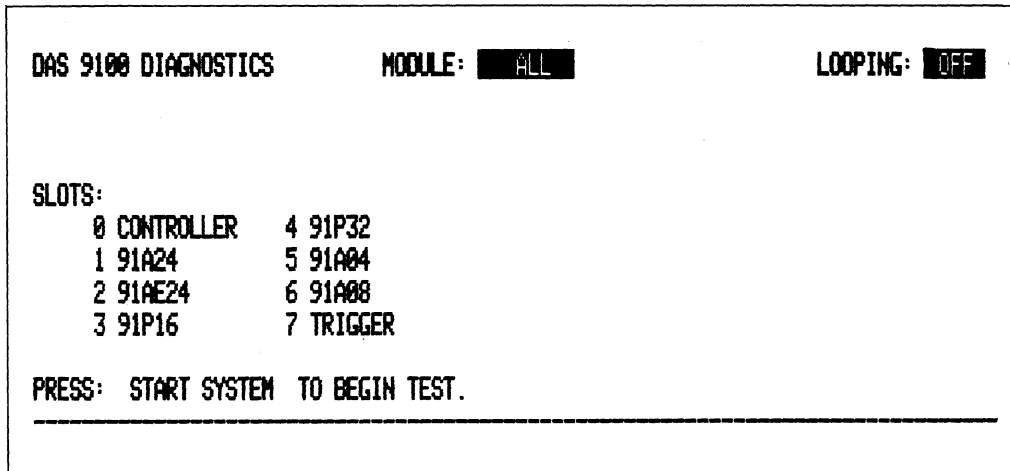 DAS 9100 DIAGNOSTICS MODULE: ALL LOOPING: OFF
SLOTS:
0 CONTROLLER 4 91P32
1 91A24 5 91A04
2 91AE24 6 91A08
3 91P16 7 TRIGGER
PRESS: START SYSTEM TO BEGIN TEST.